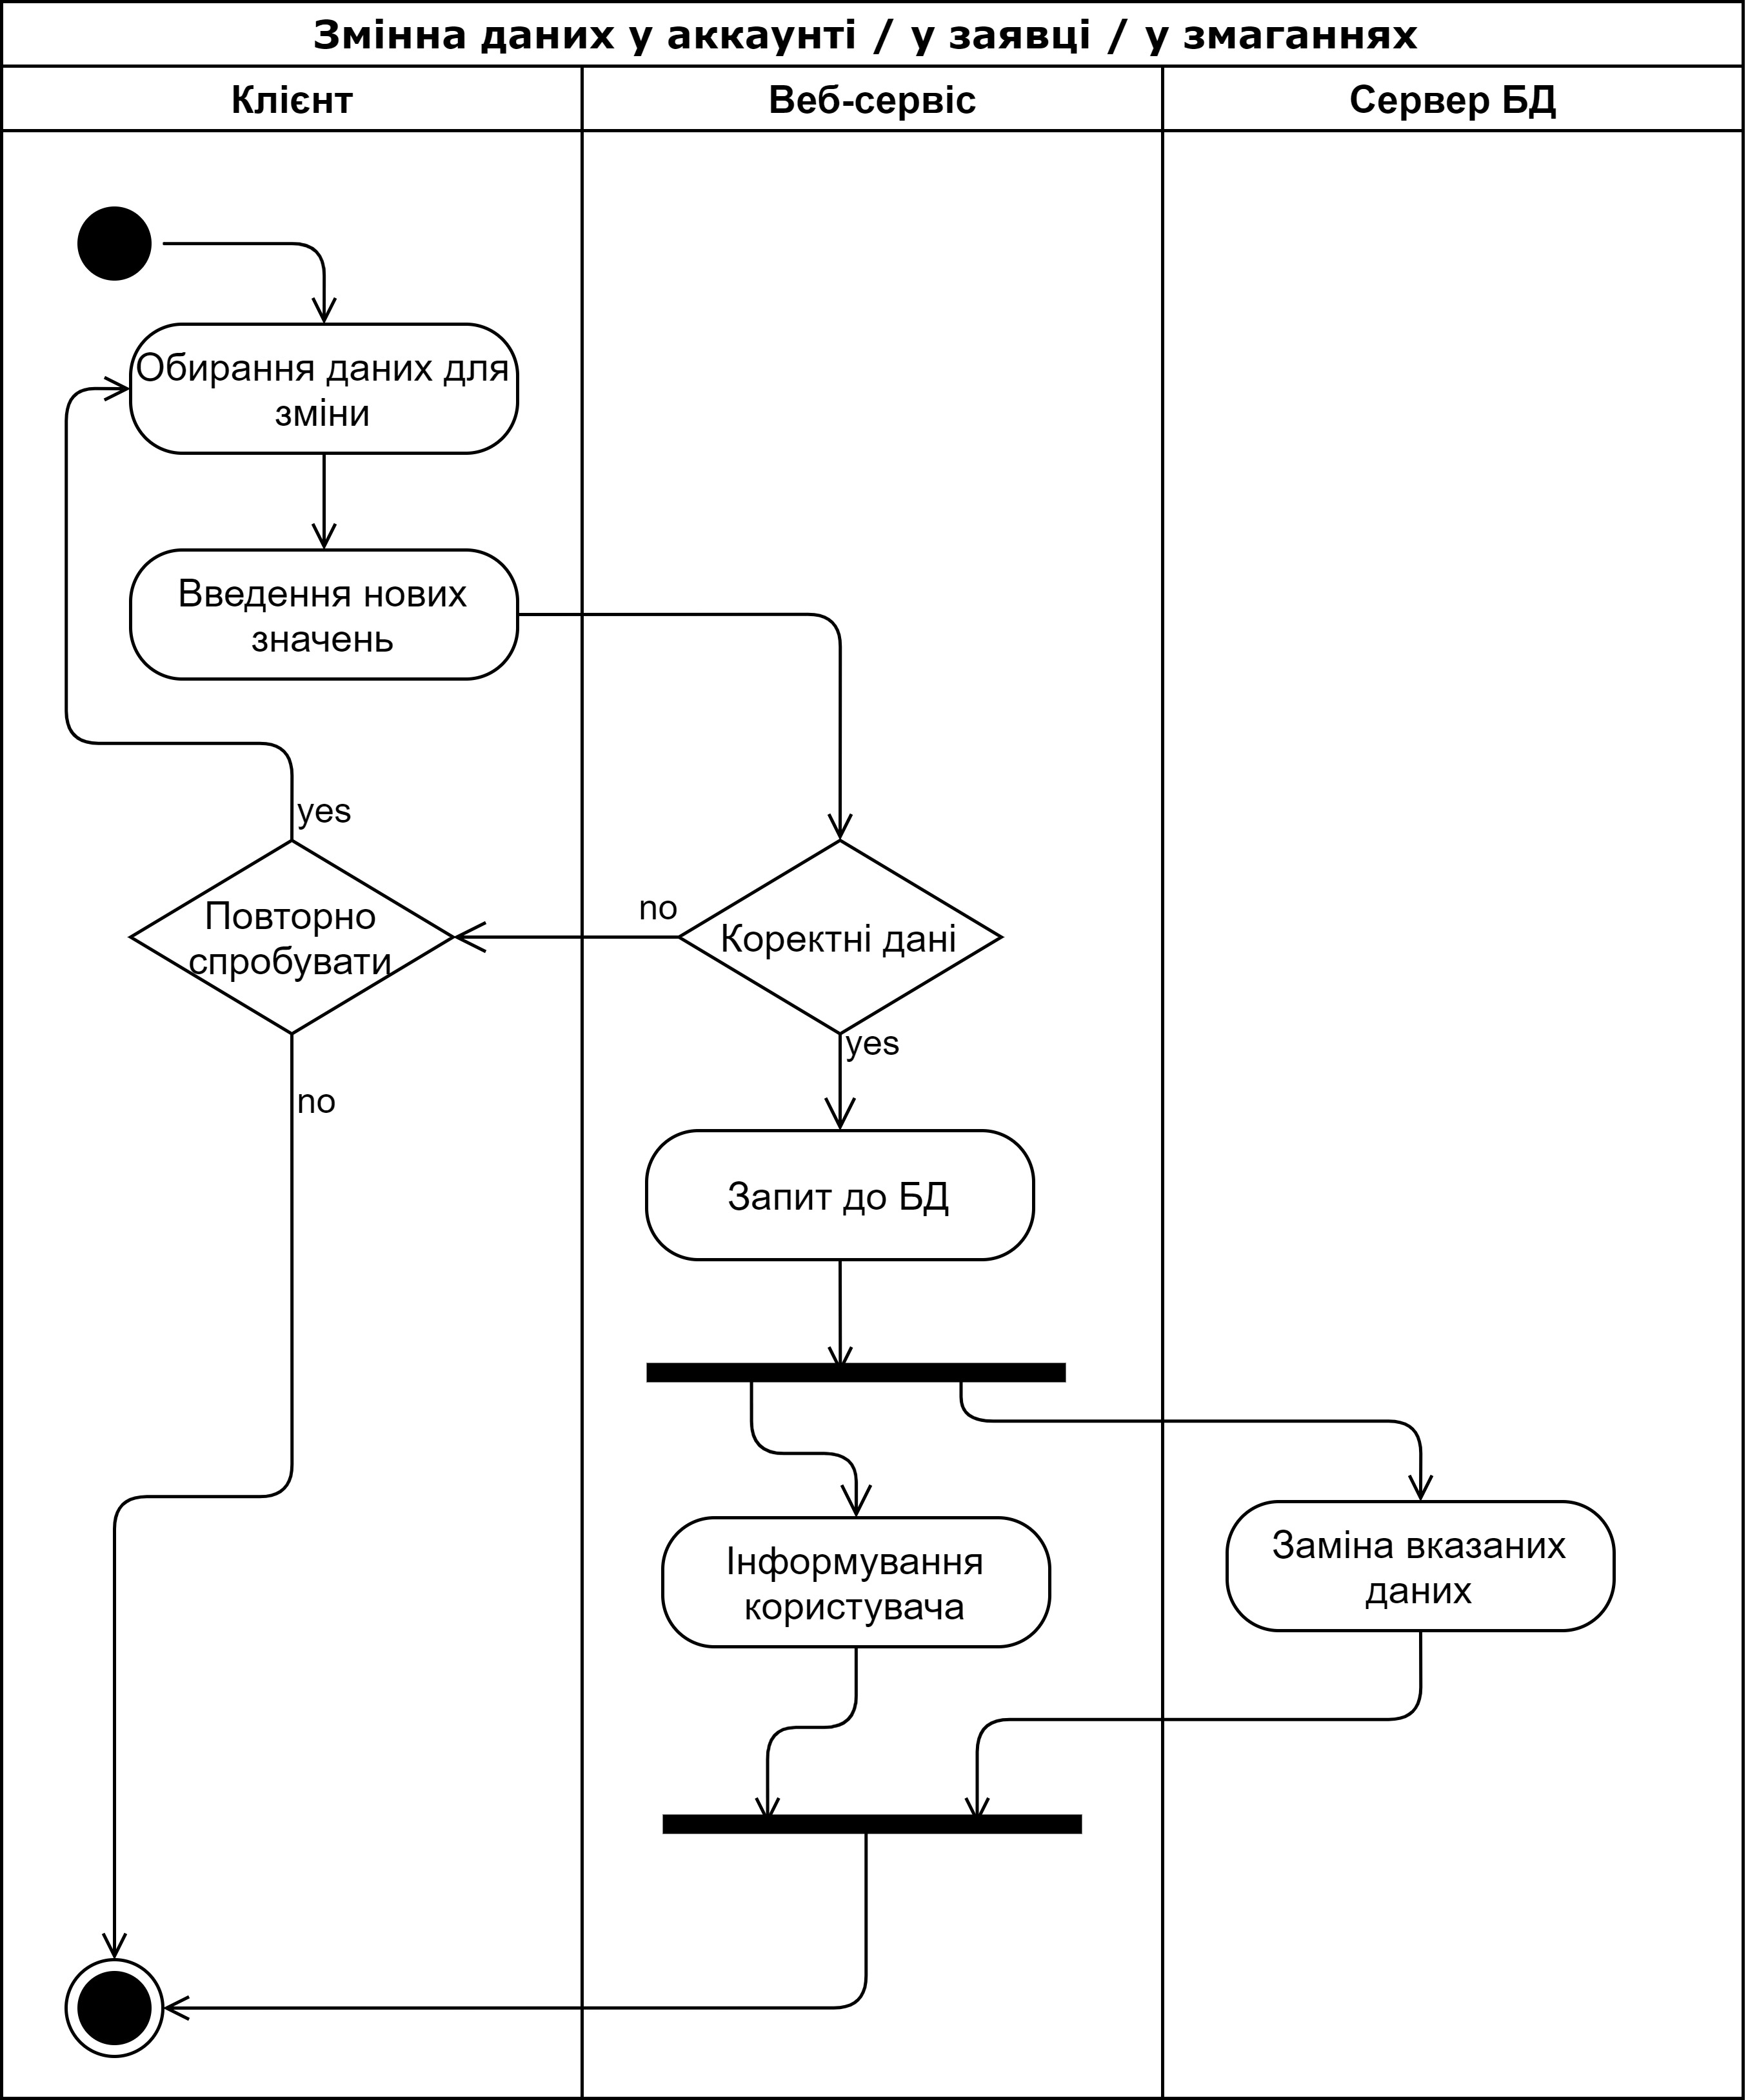 Змінна даних у аккаунті / у заявці / у змаганнях
Клієнт
Веб-сервіс
Сервер БД
Обирання даних для
зміни
Введення нових
значень
yes
Повторно
спробувати
no
Коректні дані
yes
no
Запит до БД
Інформування
користувача
Заміна вказаних
даних